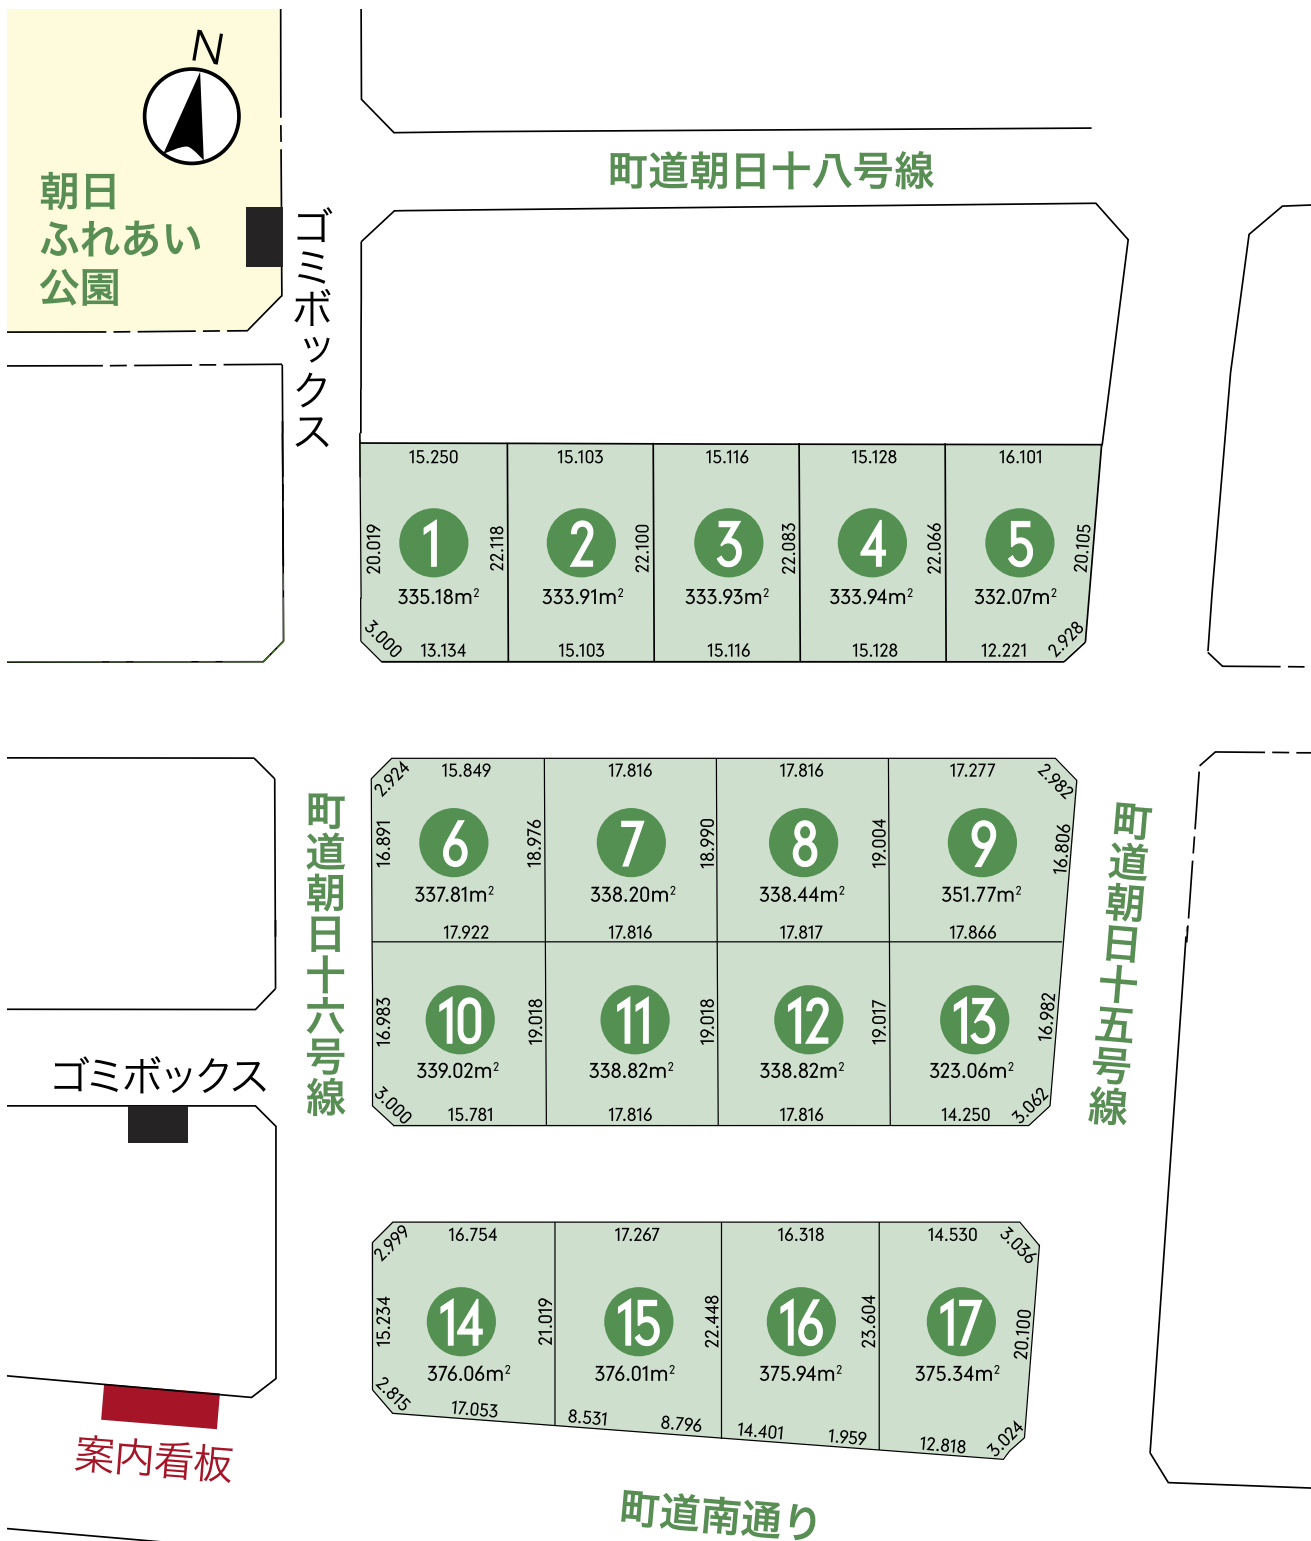 N
朝日
ふれあい
公園
ゴミボックス
町道朝日十八号線
15.250
15.103
15.116
15.128
16.101
20.019
1
22.118
2
22.100
3
22.083
4
22.066
5
20.105
335.18m²
333.91m²
333.93m²
333.94m²
332.07m²
3.000
13.134
15.103
15.116
15.128
12.221
2.928
2.924
15.849
17.816
17.816
17.277
2.982
16.891
6
18.976
7
18.990
8
19.004
9
16.806
337.81m²
338.20m²
338.44m²
351.77m²
17.922
17.816
17.817
17.866
町道朝日十六号線
町道朝日十五号線
16.983
10
19.018
11
19.018
12
19.017
13
16.982
339.02m²
338.82m²
338.82m²
323.06m²
3.000
15.781
17.816
17.816
14.250
3.062
ゴミボックス
2.999
16.754
17.267
16.318
14.530
3.036
15.234
14
21.019
15
22.448
16
23.604
17
20.100
376.06m²
376.01m²
375.94m²
375.34m²
2.815
17.053
8.531
8.796
14.401
1.959
12.818
3.024
案内看板
町道南通り